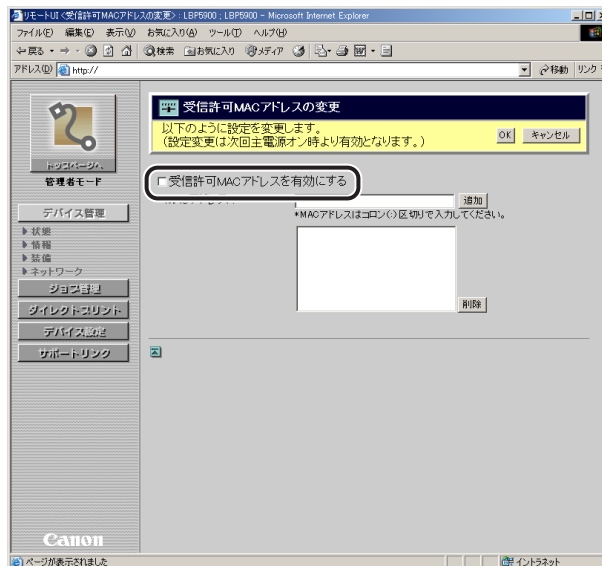 リモートUI <受信許可MACアドレスの変更> : LBP5900 ; LBP5900 - Microsoft Internet Explorer
ファイル(F) 編集(E) 表示(V) お気に入り(A) ツール(T) ヘルプ(H)
戻る 検索 お気に入り メディア
アドレス(D) http:// 移動 リンク
トップページへ
管理者モード
デバイス管理
状態
情報
装備
ネットワーク
ジョブ管理
ダイレクトプリント
デバイス設定
サポートリンク
Canon
受信許可MACアドレスの変更
以下のように設定を変更します。
(設定変更は次回主電源オン時より有効となります。)
OK キャンセル
受信許可MACアドレスを有効にする
追加
*MACアドレスはコロン(:)区切りで入力してください。
削除
ページが表示されました イントラネット